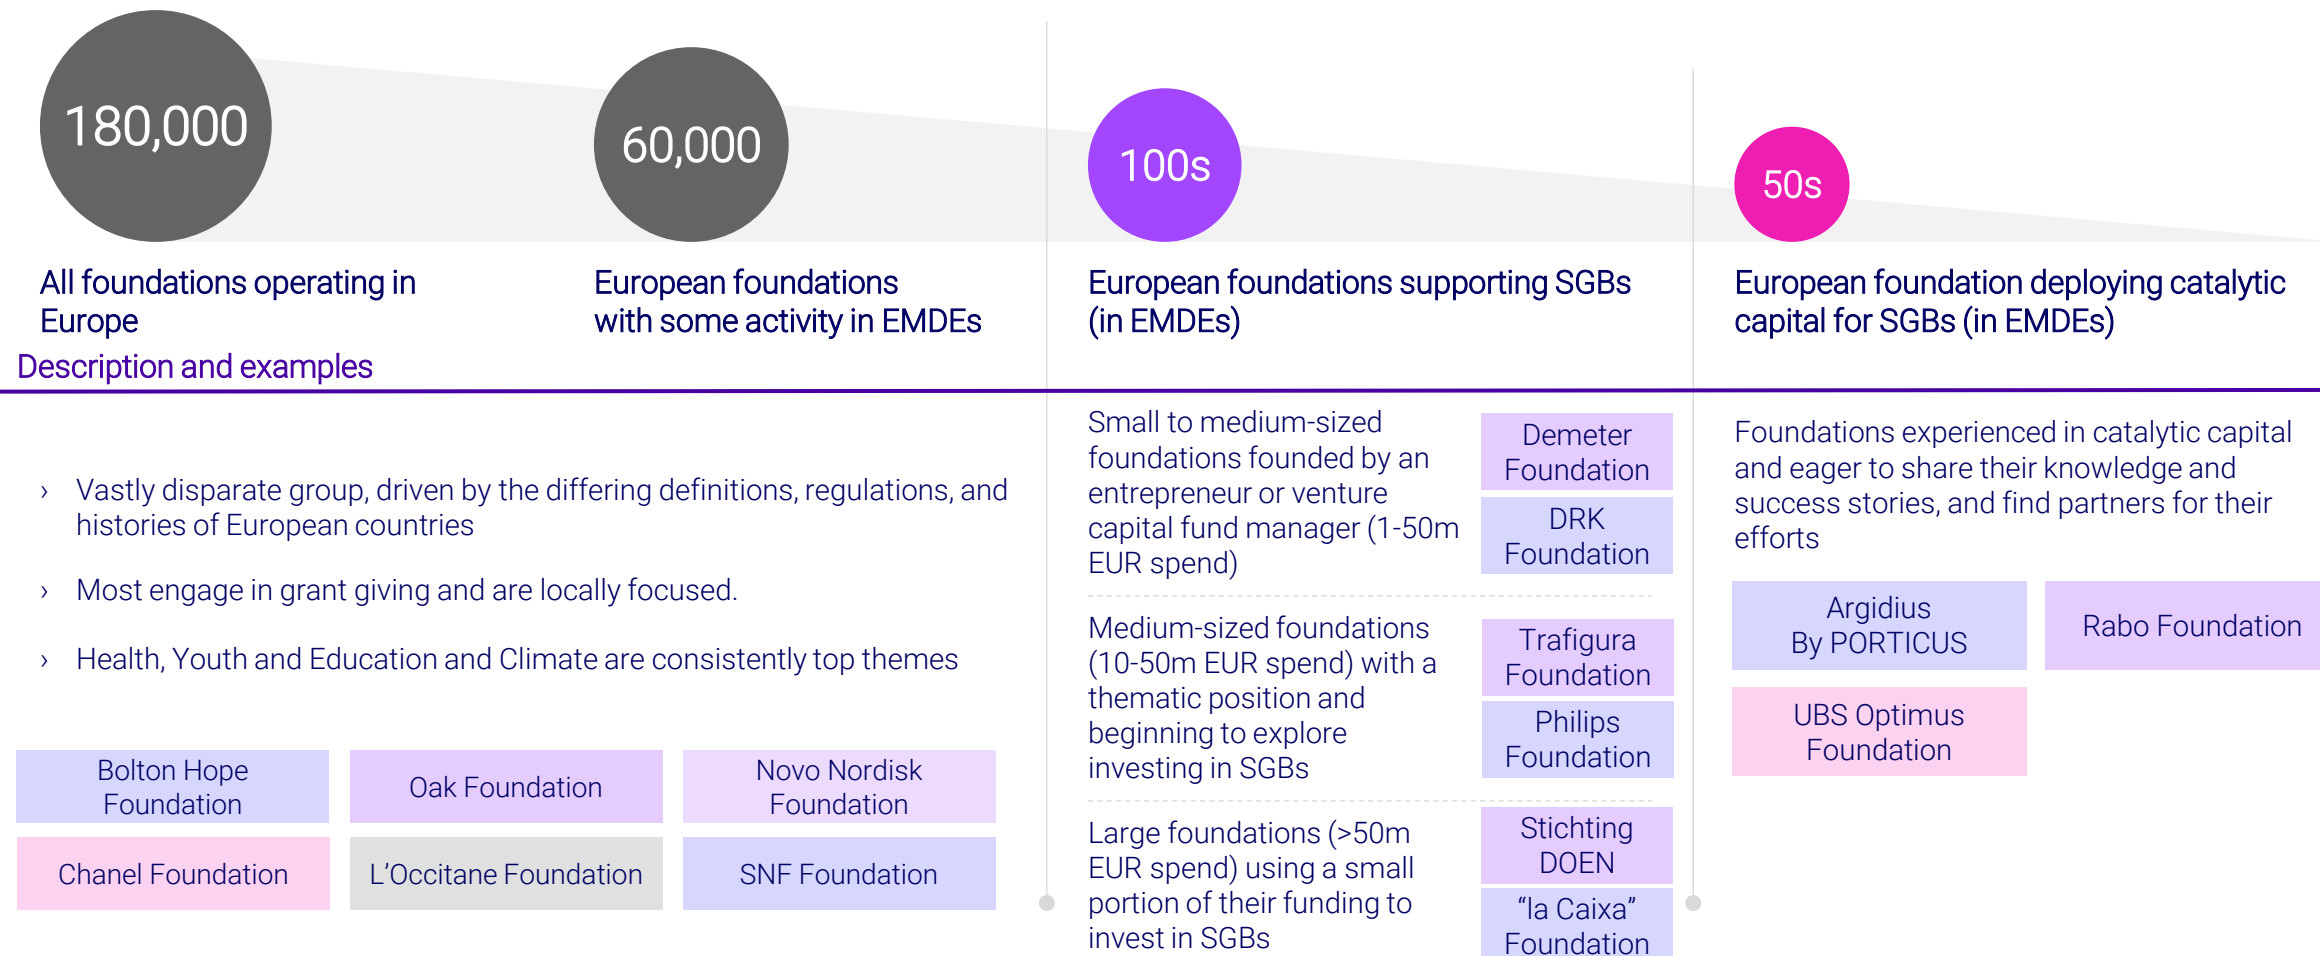 180,000
60,000
100s
50s
All foundations operating in
Europe
European foundations
with some activity in EMDEs
European foundations supporting SGBs
(in EMDEs)
European foundation deploying catalytic
capital for SGBs (in EMDEs)
Description and examples
› Vastly disparate group, driven by the differing definitions, regulations, and
histories of European countries
› Most engage in grant giving and are locally focused.
› Health, Youth and Education and Climate are consistently top themes
Bolton Hope
Foundation
Oak Foundation
Novo Nordisk
Foundation
Chanel Foundation
L’Occitane Foundation
SNF Foundation
Small to medium-sized
foundations founded by an
entrepreneur or venture
capital fund manager (1-50m
EUR spend)
Demeter
Foundation
DRK
Foundation
Medium-sized foundations
(10-50m EUR spend) with a
thematic position and
beginning to explore
investing in SGBs
Trafigura
Foundation
Philips
Foundation
Large foundations (>50m
EUR spend) using a small
portion of their funding to
invest in SGBs
Stichting
DOEN
“la Caixa”
Foundation
Foundations experienced in catalytic capital
and eager to share their knowledge and
success stories, and find partners for their
efforts
Argidius
By PORTICUS
Rabo Foundation
UBS Optimus
Foundation